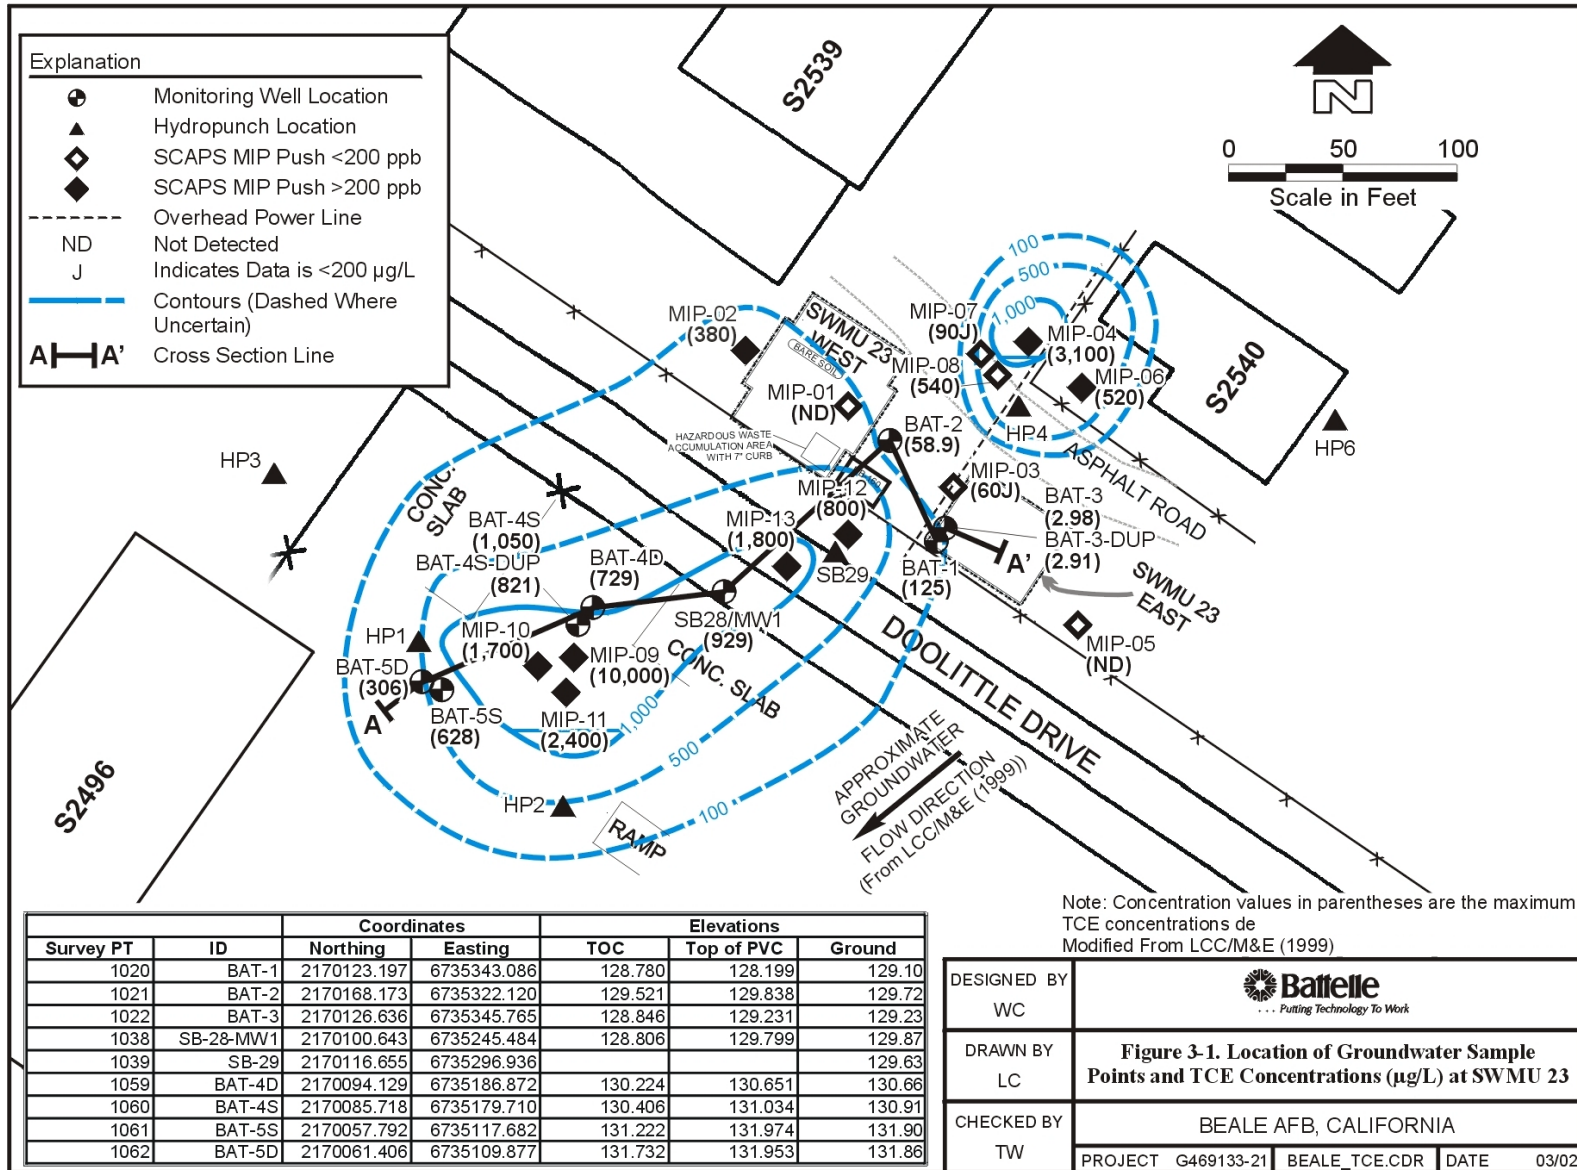 Explanation
Monitoring Well Location
Hydropunch Location
SCAPS MIP Push <200 ppb
SCAPS MIP Push >200 ppb
Overhead Power Line
ND Not Detected
J Indicates Data is <200 µg/L
Contours (Dashed Where
Uncertain)
A A' Cross Section Line
S2539
N
0 50 100
Scale in Feet
100
500
1,000
MIP-07
(90J)
MIP-04
(3,100)
MIP-08
(540)
MIP-06
(520)
HP4
S2540
HP6
MIP-02
(380)
SWMU 23
WEST
BARE SOIL
MIP-01
(ND)
HAZARDOUS WASTE
ACCUMULATION AREA
WITH 7" CURB
BAT-2
(58.9)
ASPHALT ROAD
MIP-03
(60J)
BAT-3
(2.98)
BAT-3-DUP
(2.91)
A'
BAT-1
(125)
SWMU 23
EAST
MIP-05
(ND)
HP3
CONC.
SLAB
MIP-12
(800)
MIP-13
(1,800)
SB29
BAT-4S
(1,050)
BAT-4S-DUP
(821)
BAT-4D
(729)
SB28/MW1
(929)
HP1
MIP-10
(1,700)
MIP-09
(10,000)
CONC. SLAB
BAT-5D
(306)
A
BAT-5S
(628)
MIP-11
(2,400)
1,000
500
100
HP2
RAMP
S2496
DOOLITTLE DRIVE
APPROXIMATE
GROUNDWATER
FLOW DIRECTION
(From LCC/M&E (1999))
Note: Concentration values in parentheses are the maximum
TCE concentrations de
Modified From LCC/M&E (1999)
Coordinates Elevations
Survey PT ID Northing Easting TOC Top of PVC Ground
1020 BAT-1 2170123.197 6735343.086 128.780 128.199 129.10
1021 BAT-2 2170168.173 6735322.120 129.521 129.838 129.72
1022 BAT-3 2170126.636 6735345.765 128.846 129.231 129.23
1038 SB-28-MW1 2170100.643 6735245.484 128.806 129.799 129.87
1039 SB-29 2170116.655 6735296.936 129.63
1059 BAT-4D 2170094.129 6735186.872 130.224 130.651 130.66
1060 BAT-4S 2170085.718 6735179.710 130.406 131.034 130.91
1061 BAT-5S 2170057.792 6735117.682 131.222 131.974 131.90
1062 BAT-5D 2170061.406 6735109.877 131.732 131.953 131.86
DESIGNED BY
WC
DRAWN BY
LC
CHECKED BY
TW
Battelle
. . . Putting Technology To Work
Figure 3-1. Location of Groundwater Sample
Points and TCE Concentrations (µg/L) at SWMU 23
BEALE AFB, CALIFORNIA
PROJECT G469133-21 BEALE_TCE.CDR DATE 03/02